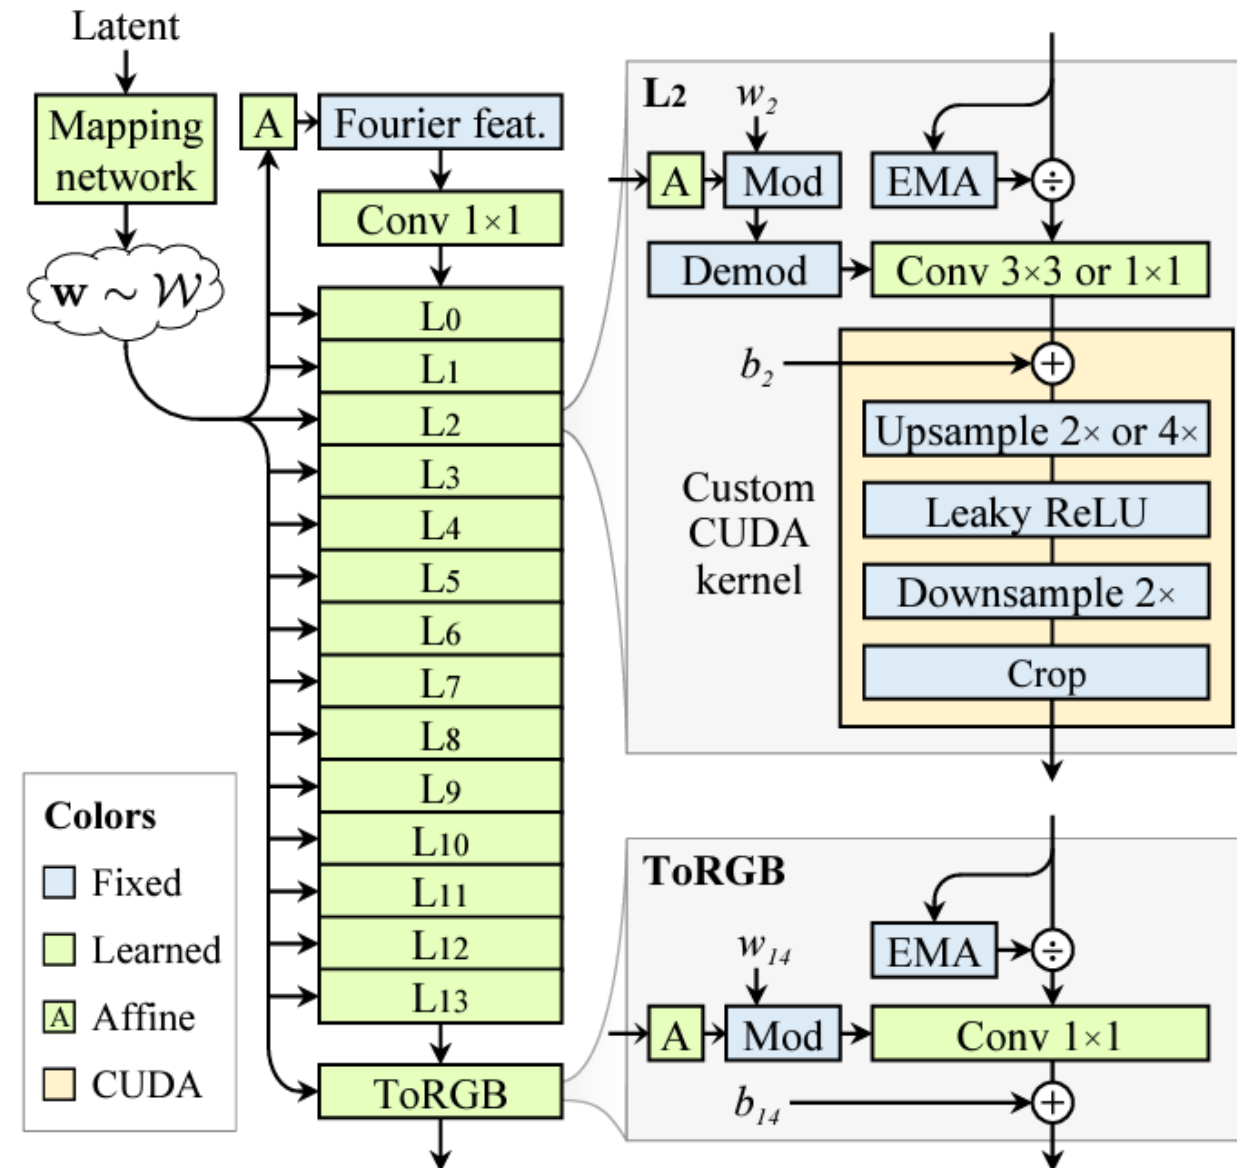 Latent
Mapping
network
w ∼ 𝒲
A
Fourier feat.
Conv 1×1
L0
L1
L2
L3
L4
L5
L6
L7
L8
L9
L10
L11
L12
L13
ToRGB
Colors
Fixed
Learned
A Affine
CUDA
L2
w2
A
Mod
EMA
÷
Demod
Conv 3×3 or 1×1
b2
+
Upsample 2× or 4×
Leaky ReLU
Downsample 2×
Crop
Custom
CUDA
kernel
ToRGB
w14
EMA
÷
A
Mod
Conv 1×1
b14
+